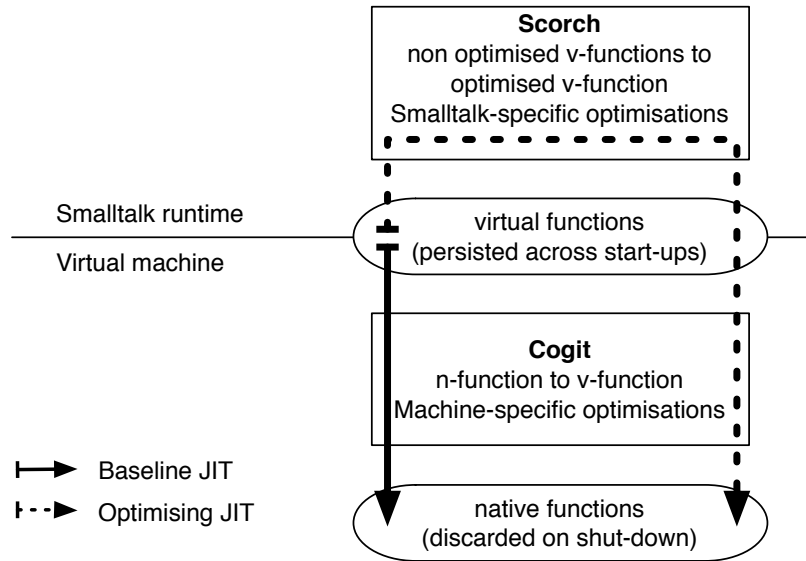 Scorch
non optimised v-functions to
optimised v-function
Smalltalk-specific optimisations
Smalltalk runtime
Virtual machine
virtual functions
(persisted across start-ups)
Cogit
n-function to v-function
Machine-specific optimisations
Baseline JIT
Optimising JIT
native functions
(discarded on shut-down)